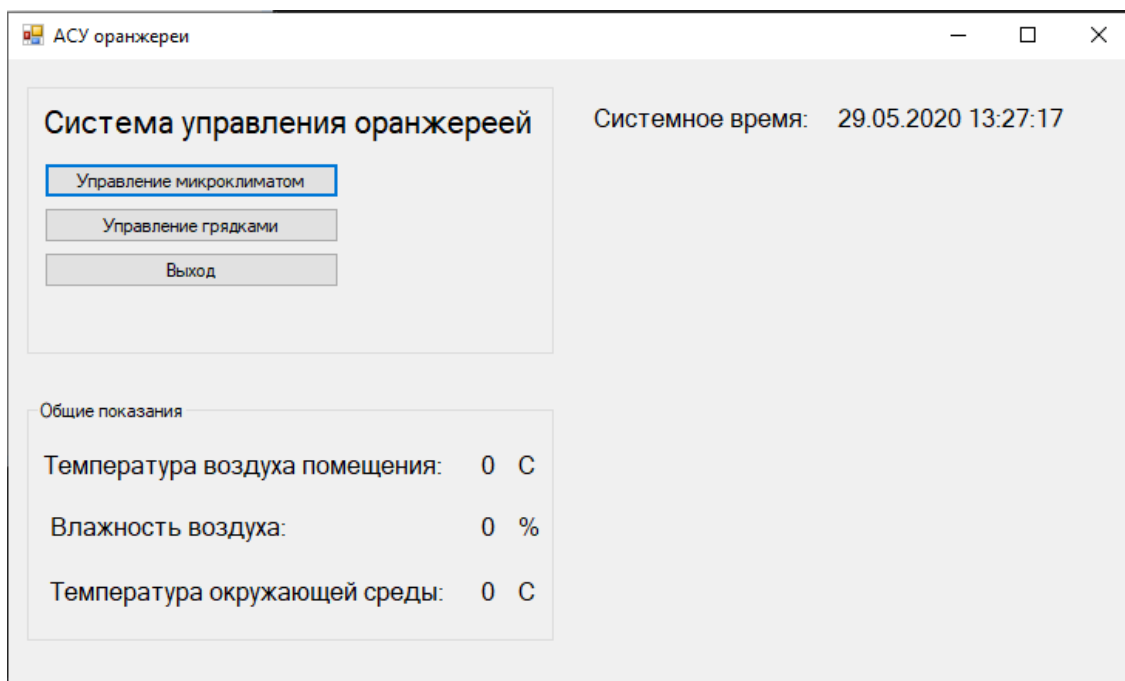 АСУ оранжереи
Система управления оранжереей
Управление микроклиматом
Управление грядками
Выход
Системное время: 29.05.2020 13:27:17
Общие показания
Температура воздуха помещения: 0 C
Влажность воздуха: 0 %
Температура окружающей среды: 0 C